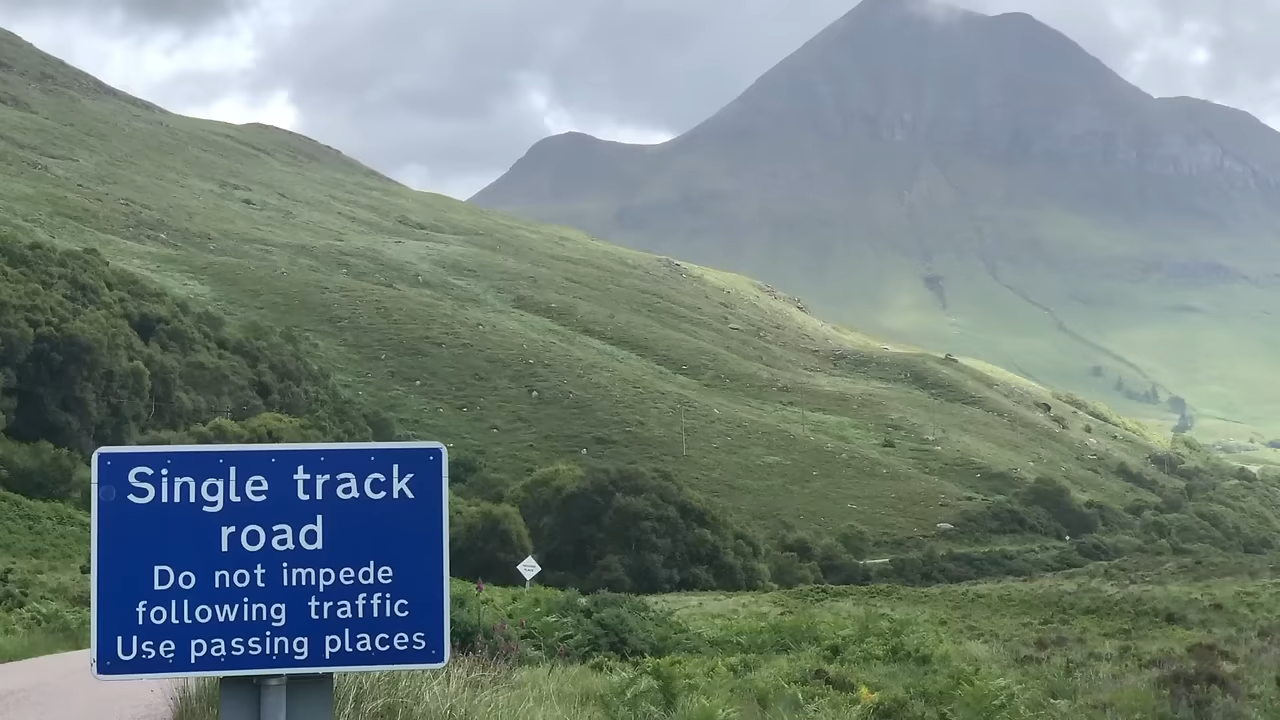 Single track
road
Do not impede
following traffic
Use passing places